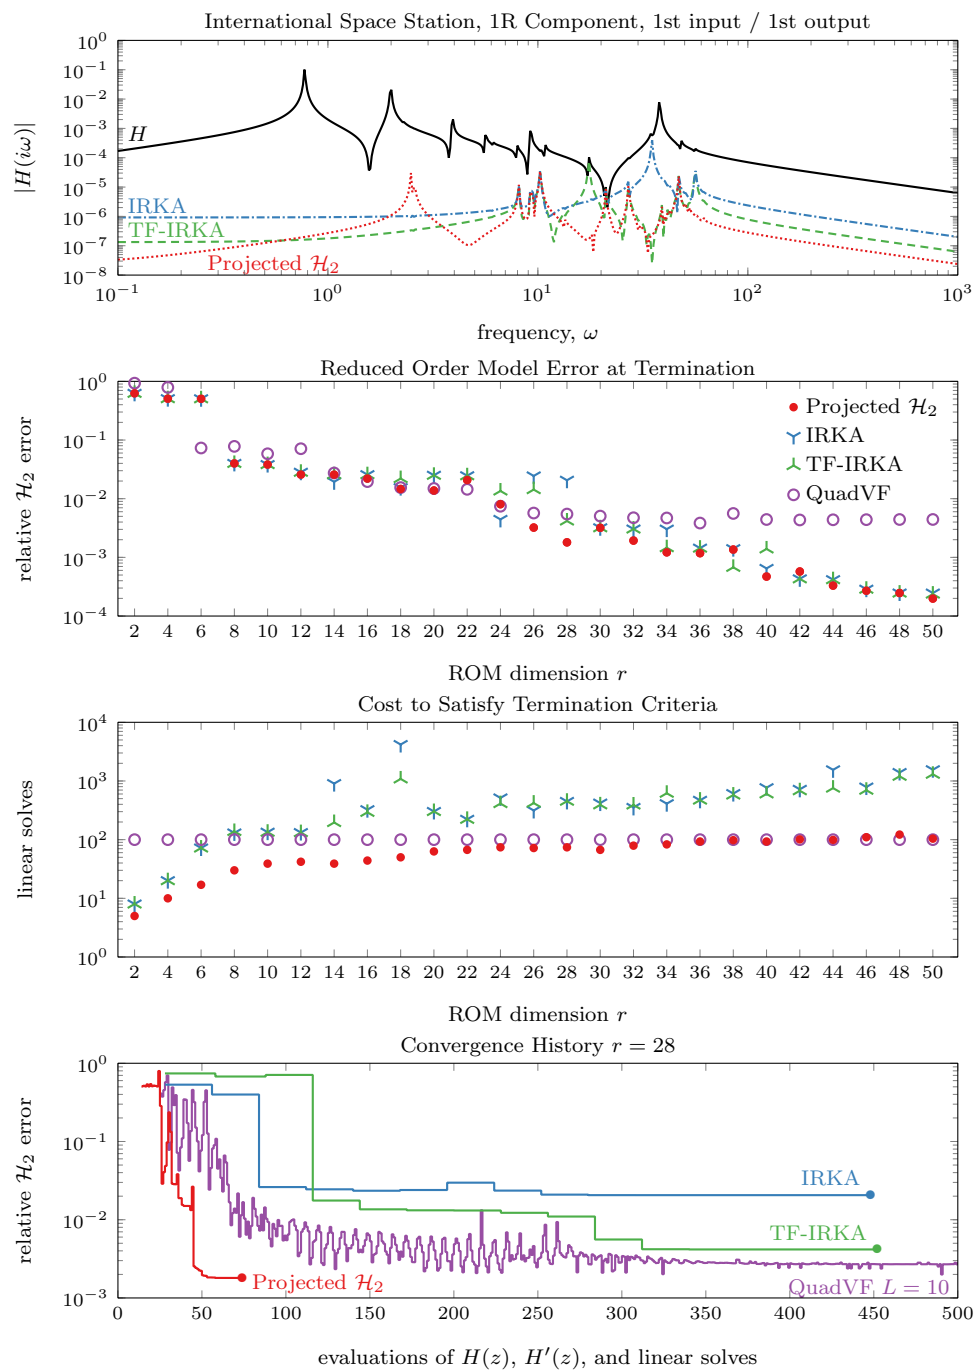 International Space Station, 1R Component, 1st input / 1st output
10^0
10^−1
10^−2
10^−3
10^−4
10^−5
10^−6
10^−7
10^−8
|H(iω)|
H
IRKA
TF-IRKA
Projected ℋ₂
10^−1 10^0 10^1 10^2 10^3
frequency, ω
Reduced Order Model Error at Termination
10^0
10^−1
10^−2
10^−3
10^−4
relative ℋ₂ error
Projected ℋ₂
IRKA
TF-IRKA
QuadVF
2 4 6 8 10 12 14 16 18 20 22 24 26 28 30 32 34 36 38 40 42 44 46 48 50
ROM dimension r
Cost to Satisfy Termination Criteria
10^4
10^3
10^2
10^1
10^0
linear solves
2 4 6 8 10 12 14 16 18 20 22 24 26 28 30 32 34 36 38 40 42 44 46 48 50
ROM dimension r
Convergence History r = 28
10^0
10^−1
10^−2
10^−3
relative ℋ₂ error
IRKA
TF-IRKA
Projected ℋ₂
QuadVF L = 10
0 50 100 150 200 250 300 350 400 450 500
evaluations of H(z), H′(z), and linear solves